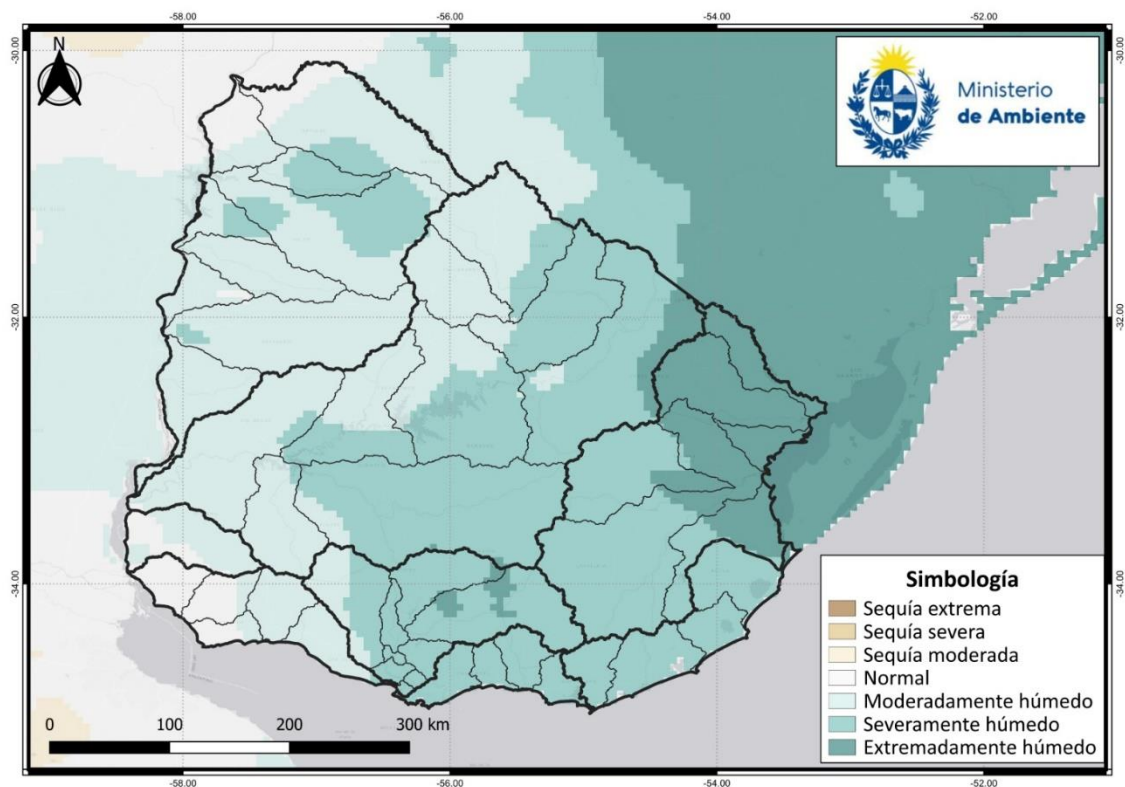 -58.00 -56.00 -54.00 -52.00
N
-30.00 -30.00
Ministerio
de Ambiente
-32.00 -32.00
-34.00 -34.00
Simbología
Sequía extrema
Sequía severa
Sequía moderada
Normal
Moderadamente húmedo
Severamente húmedo
Extremadamente húmedo
0 100 200 300 km
-58.00 -56.00 -54.00 -52.00